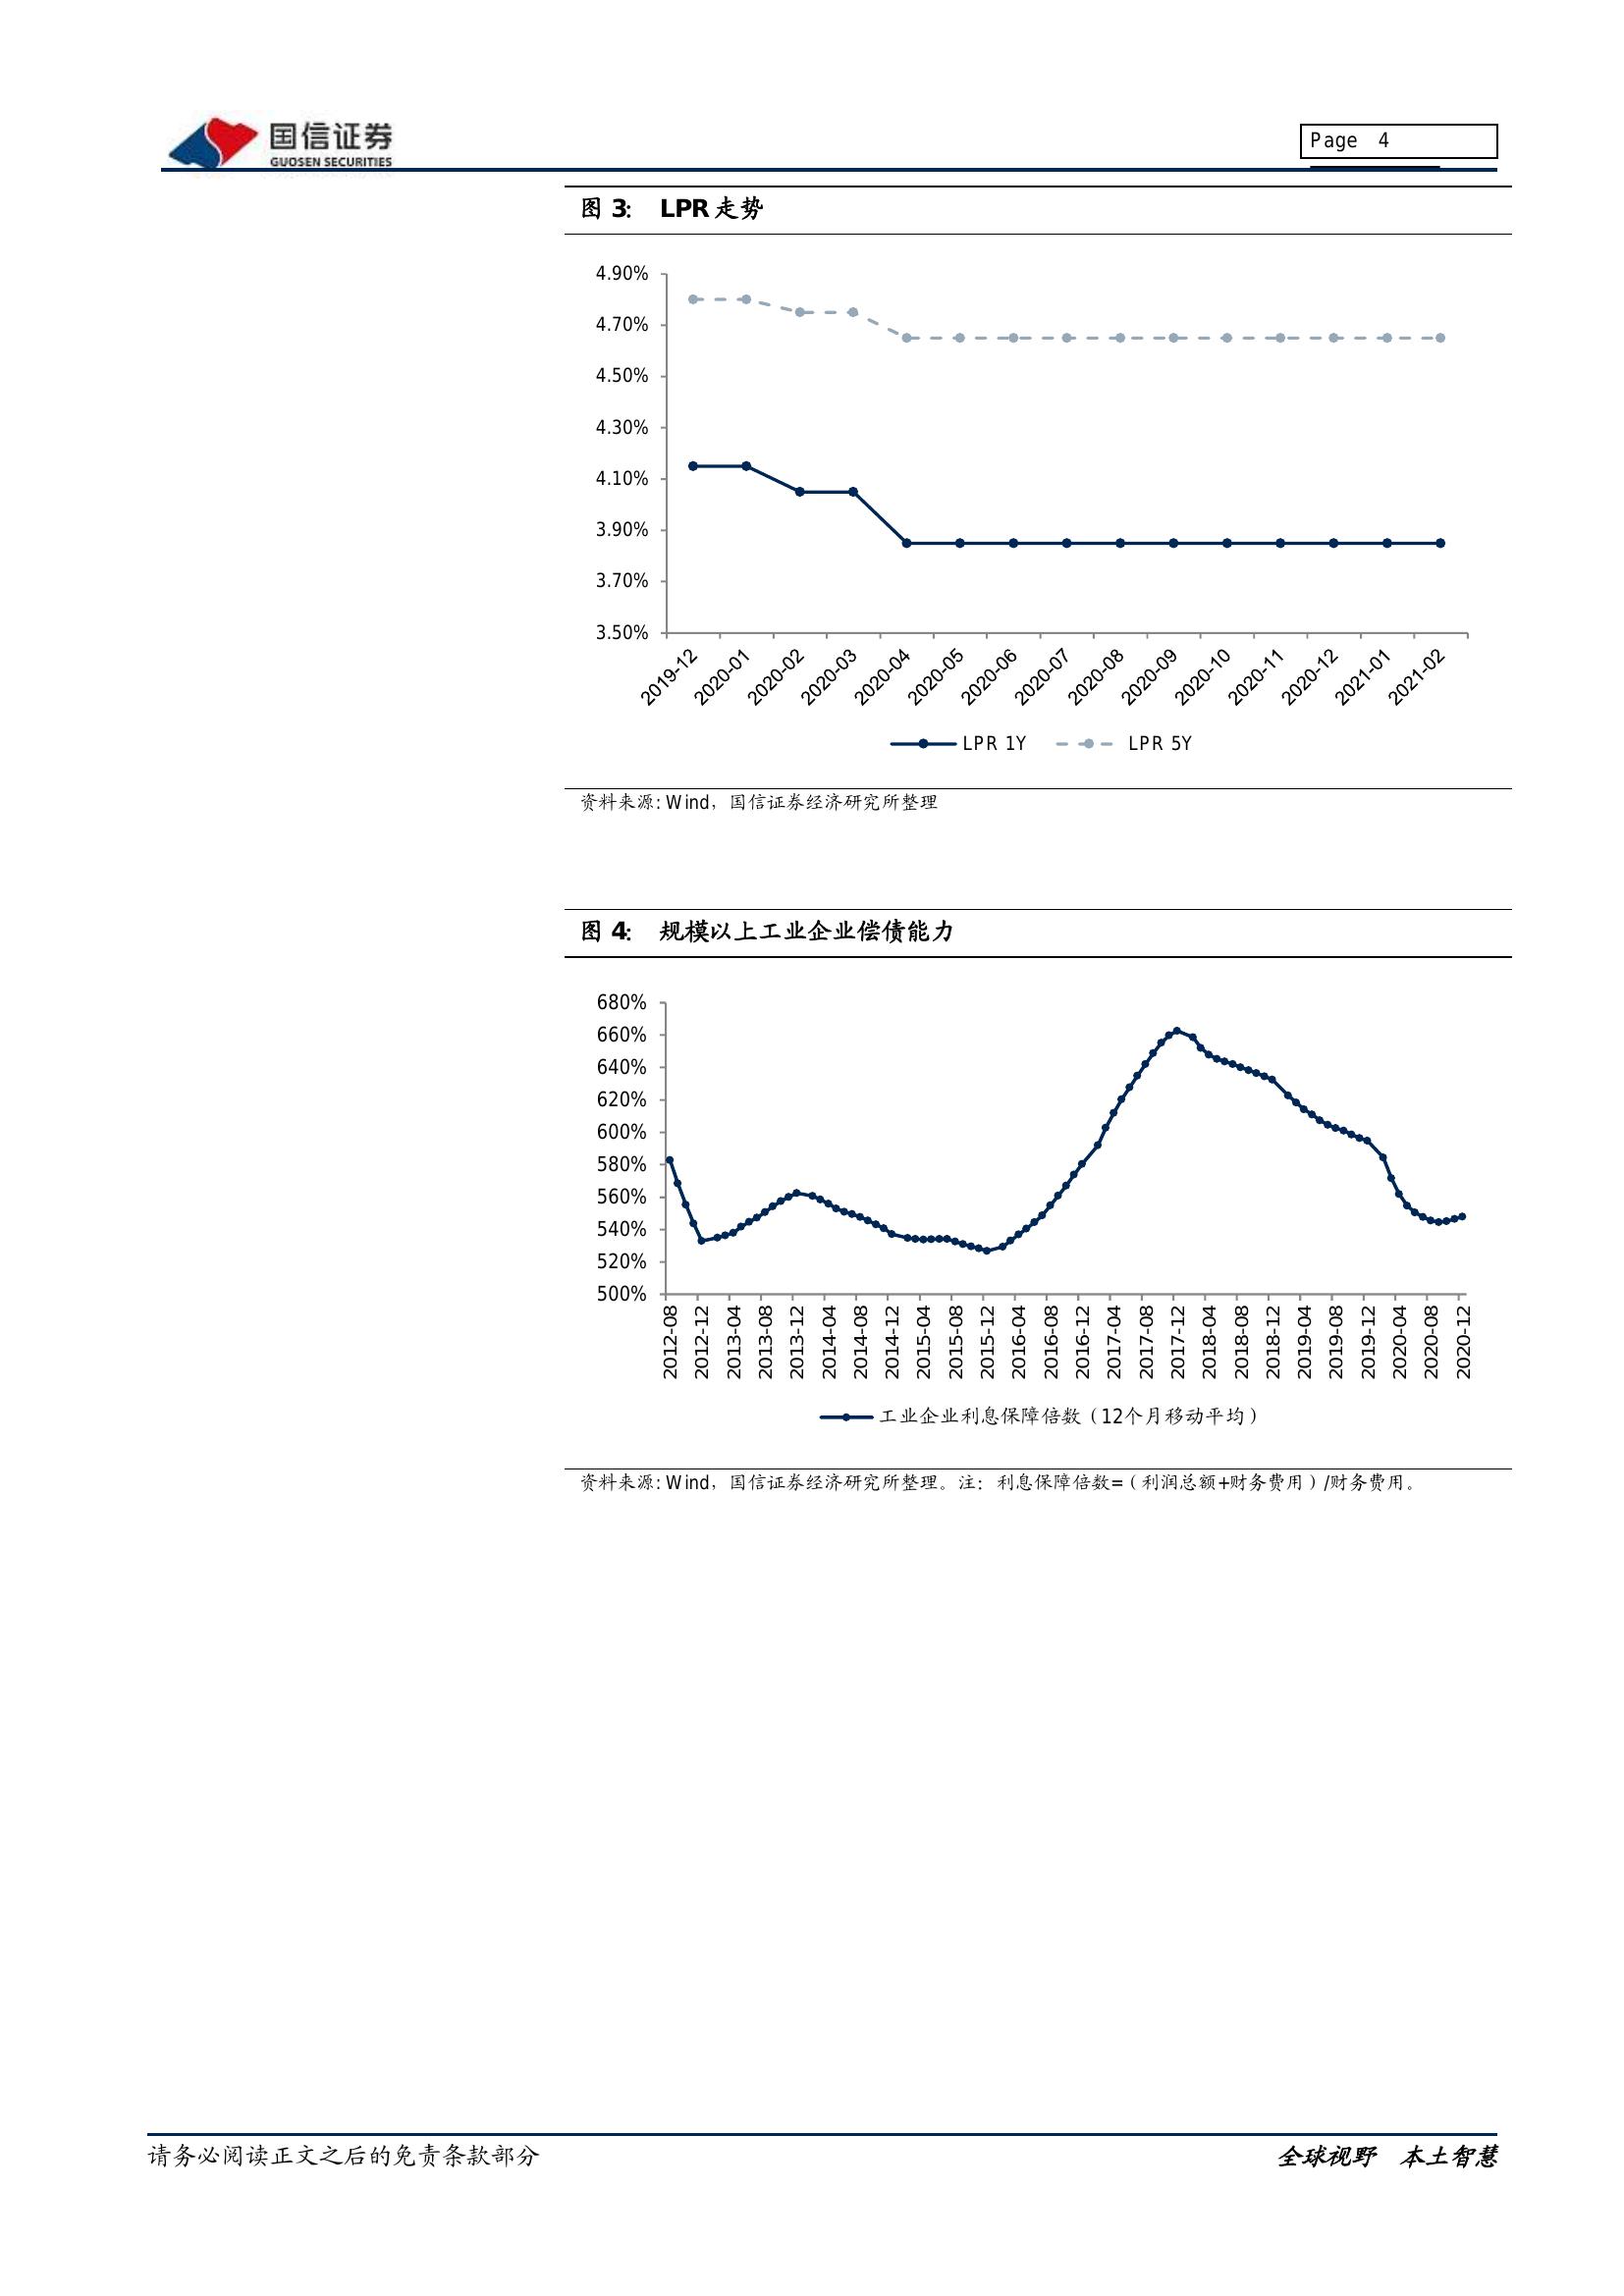 国信证券
GUOSEN SECURITIES
Page 4
图 3: LPR 走势
4.90%
4.70%
4.50%
4.30%
4.10%
3.90%
3.70%
3.50%
2019-12 2020-01 2020-02 2020-03 2020-04 2020-05 2020-06 2020-07 2020-08 2020-09 2020-10 2020-11 2020-12 2021-01 2021-02
LPR 1Y LPR 5Y
资料来源: Wind，国信证券经济研究所整理
图 4: 规模以上工业企业偿债能力
680%
660%
640%
620%
600%
580%
560%
540%
520%
500%
2012-08 2012-12 2013-04 2013-08 2013-12 2014-04 2014-08 2014-12 2015-04 2015-08 2015-12 2016-04 2016-08 2016-12 2017-04 2017-08 2017-12 2018-04 2018-08 2018-12 2019-04 2019-08 2019-12 2020-04 2020-08 2020-12
工业企业利息保障倍数（12个月移动平均）
资料来源: Wind，国信证券经济研究所整理。注：利息保障倍数=（利润总额+财务费用）/财务费用。
请务必阅读正文之后的免责条款部分
全球视野 本土智慧